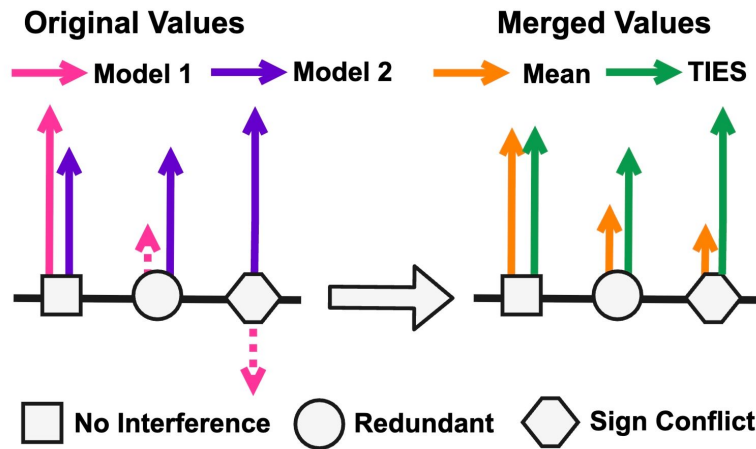 Original Values
Merged Values
Model 1
Model 2
Mean
TIES
No Interference
Redundant
Sign Conflict